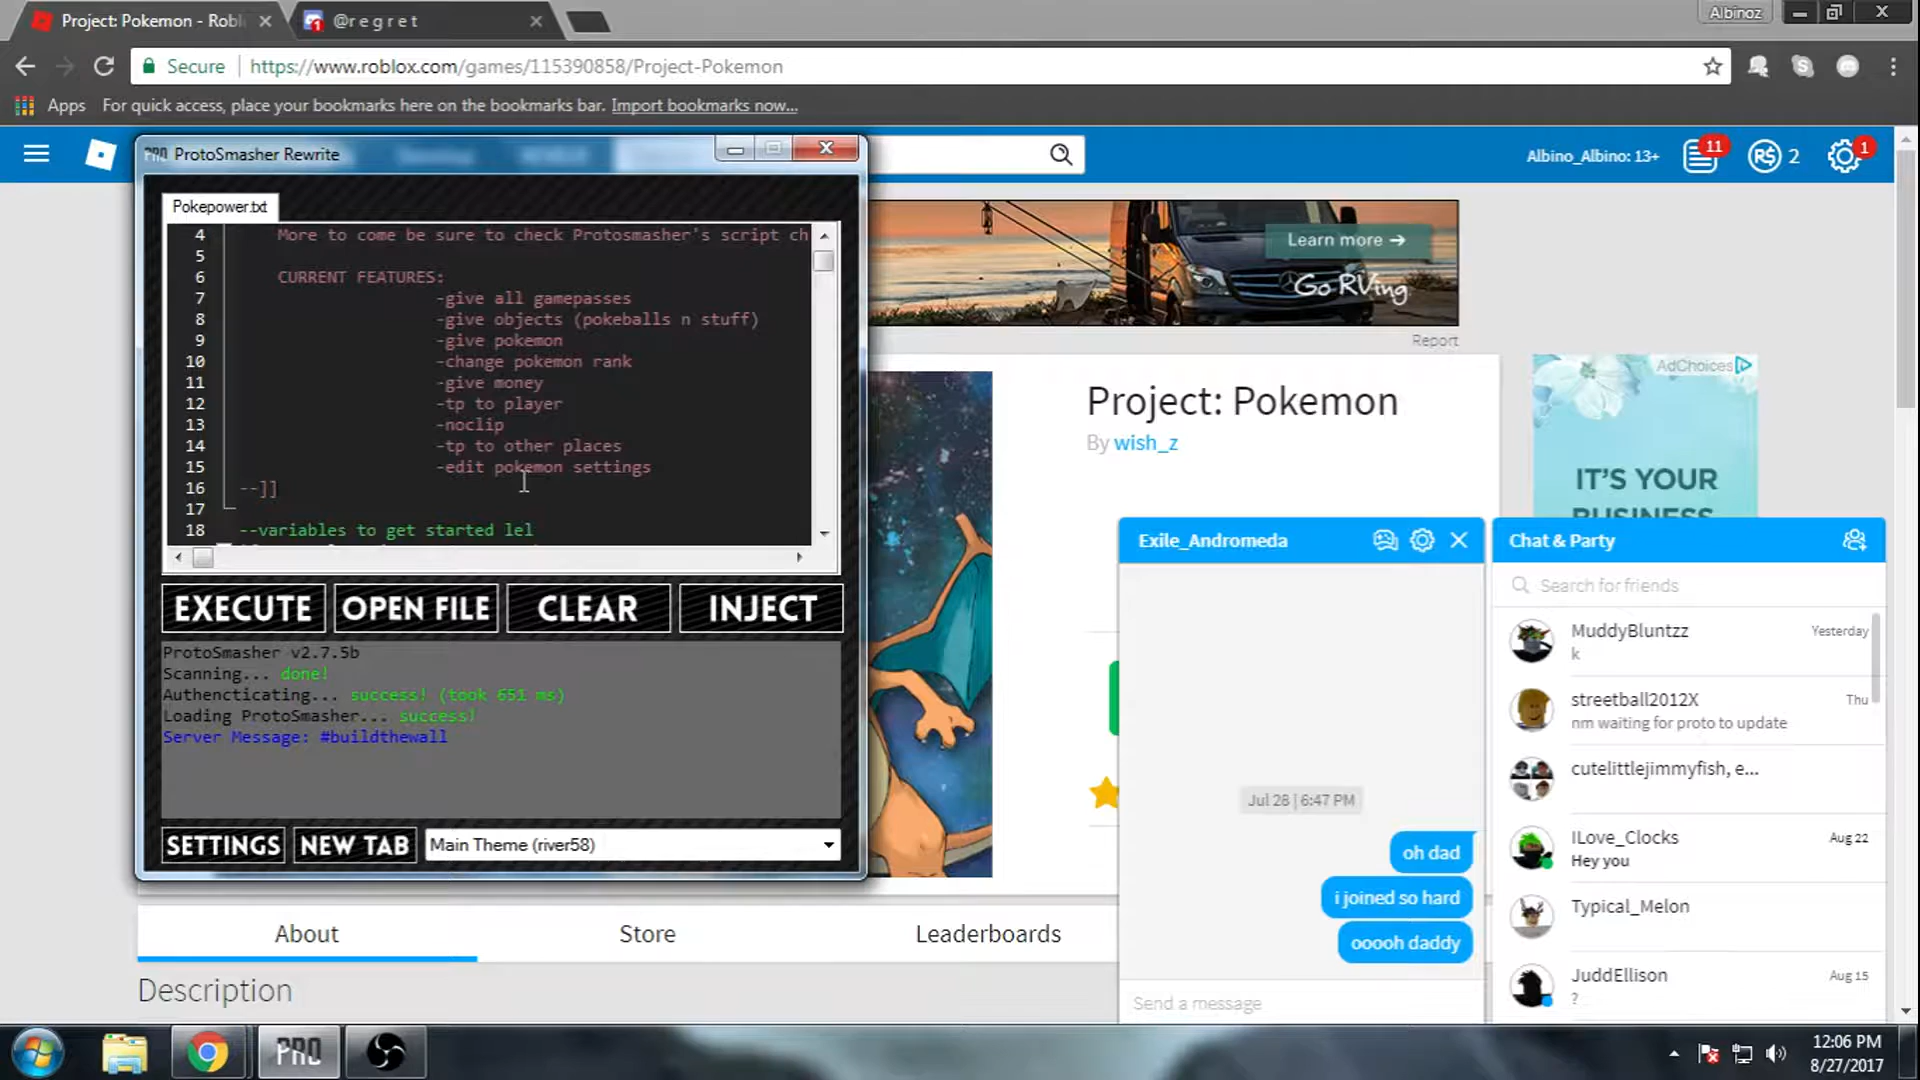 Project: Pokemon - Robl
@r e g r e t
Albinoz
Secure
https://www.roblox.com/games/115390858/Project-Pokemon
Apps
For quick access, place your bookmarks here on the bookmarks bar.
Import bookmarks now...
PRO ProtoSmasher Rewrite
Albino_Albino: 13+
11
R$ 2
1
Pokepower.txt
4 More to come be sure to check Protosmasher's script ch
5
6 CURRENT FEATURES:
7 -give all gamepasses
8 -give objects (pokeballs n stuff)
9 -give pokemon
10 -change pokemon rank
11 -give money
12 -tp to player
13 -noclip
14 -tp to other places
15 -edit pokemon settings
16 --]]
17
18 --variables to get started lel
EXECUTE
OPEN FILE
CLEAR
INJECT
ProtoSmasher v2.7.5b
Scanning... done!
Authencticating... success! (took 651 ms)
Loading ProtoSmasher... success!
Server Message: #buildthewall
SETTINGS
NEW TAB
Main Theme (river58)
Learn more →
Go RVing.
Report
AdChoices
IT'S YOUR
BUSINESS
Project: Pokemon
By wish_z
Exile_Andromeda
Jul 28 | 6:47 PM
oh dad
i joined so hard
ooooh daddy
Send a message
Chat & Party
Search for friends
MuddyBluntzz
Yesterday
k
streetball2012X
Thu
nm waiting for proto to update
cutelittlejimmyfish, e...
ILove_Clocks
Aug 22
Hey you
Typical_Melon
JuddEllison
Aug 15
?
About
Store
Leaderboards
Description
PRO
12:06 PM
8/27/2017